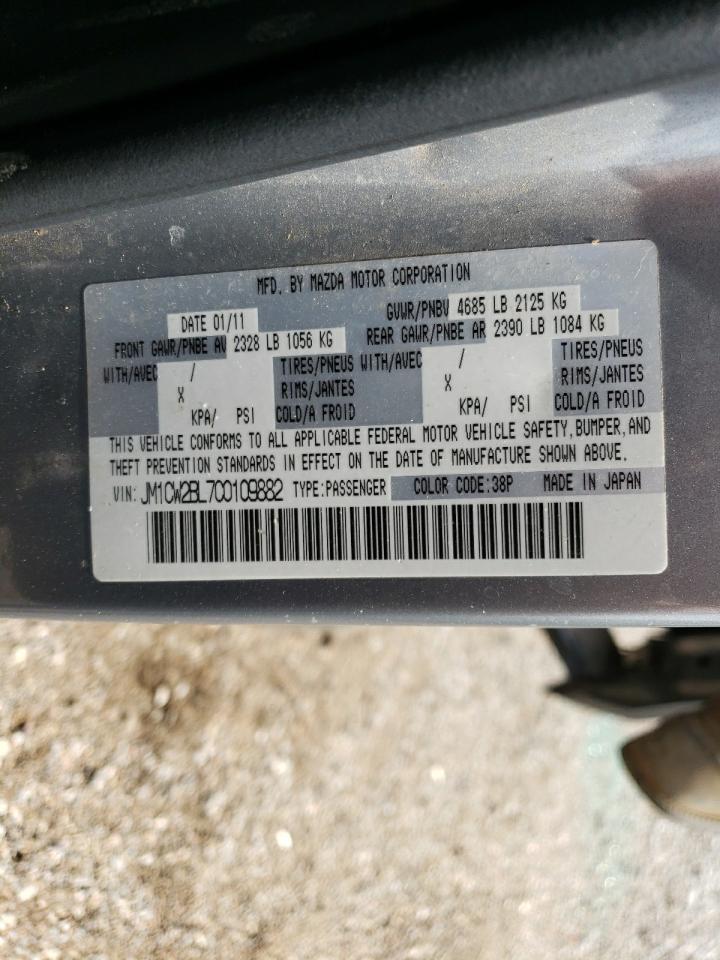 MFD. BY MAZDA MOTOR CORPORATION
DATE 01/11 GVWR/PNBV 4685 LB 2125 KG
FRONT GAWR/PNBE AV 2328 LB 1056 KG REAR GAWR/PNBE AR 2390 LB 1084 KG
WITH/AVEC / TIRES/PNEUS WITH/AVEC / TIRES/PNEUS
X RIMS/JANTES X RIMS/JANTES
KPA/ PSI COLD/A FROID KPA/ PSI COLD/A FROID
THIS VEHICLE CONFORMS TO ALL APPLICABLE FEDERAL MOTOR VEHICLE SAFETY, BUMPER, AND
THEFT PREVENTION STANDARDS IN EFFECT ON THE DATE OF MANUFACTURE SHOWN ABOVE.
VIN: JM1CW2BL7C0109882 TYPE:PASSENGER COLOR CODE:38P MADE IN JAPAN